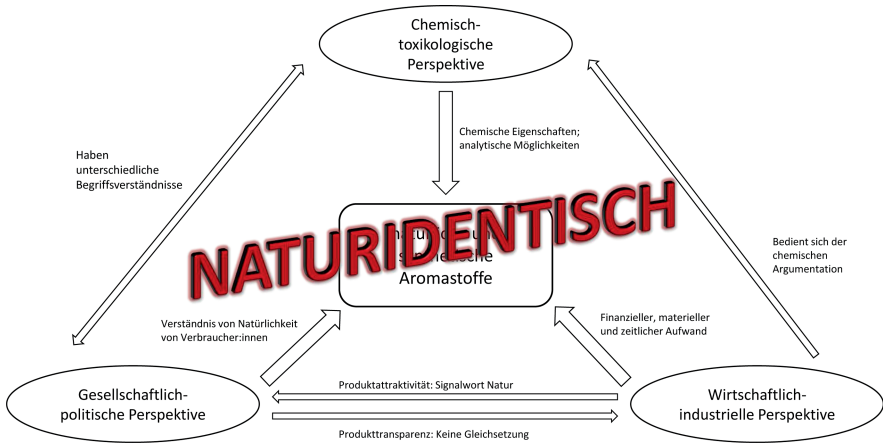 Chemisch-
toxikologische
Perspektive
Chemische Eigenschaften;
analytische Möglichkeiten
Haben
unterschiedliche
Begriffsverständnisse
NATURIDENTISCH
Aromastoffe
Bedient sich der
chemischen
Argumentation
Verständnis von Natürlichkeit
von Verbraucher:innen
Finanzieller, materieller
und zeitlicher Aufwand
Gesellschaftlich-
politische Perspektive
Produktattraktivität: Signalwort Natur
Produkttransparenz: Keine Gleichsetzung
Wirtschaftlich-
industrielle Perspektive